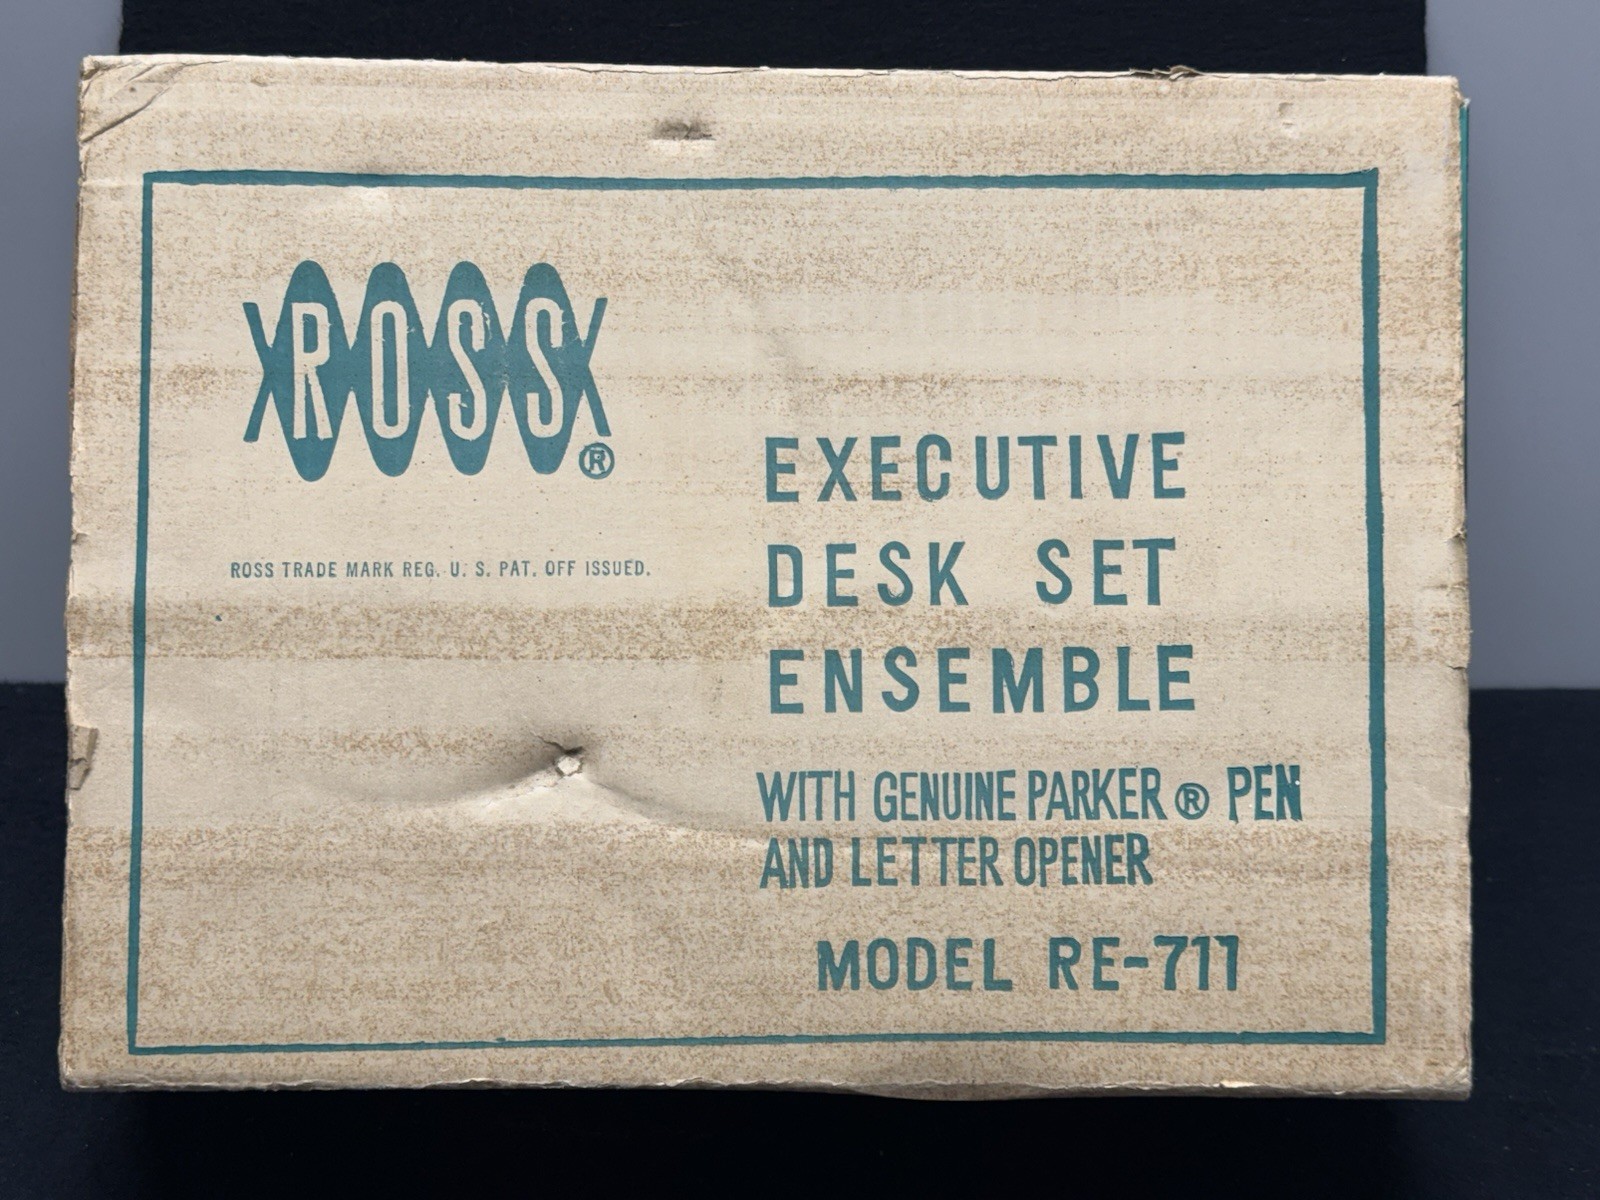 ROSS®
ROSS TRADE MARK REG. U. S. PAT. OFF ISSUED.
EXECUTIVE
DESK SET
ENSEMBLE
WITH GENUINE PARKER ® PEN
AND LETTER OPENER
MODEL RE-711